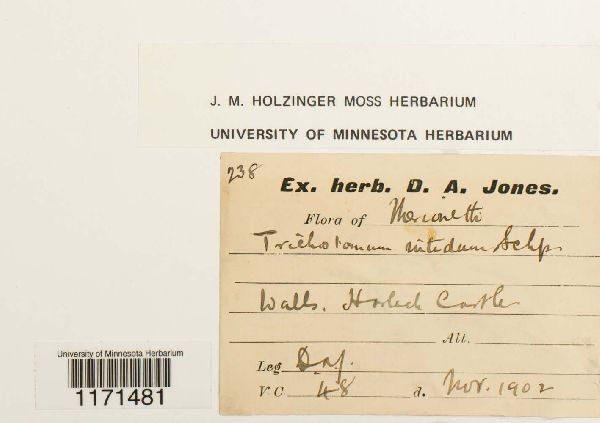 J. M. HOLZINGER MOSS HERBARIUM
UNIVERSITY OF MINNESOTA HERBARIUM
238
Ex. herb. D. A. Jones.
Flora of Merioneth
Trichostomum nitidum Schp.
Walls. Harlech Castle
Alt.
Leg DAJ.
V.C. 48 d. Nov. 1902
University of Minnesota Herbarium
1171481